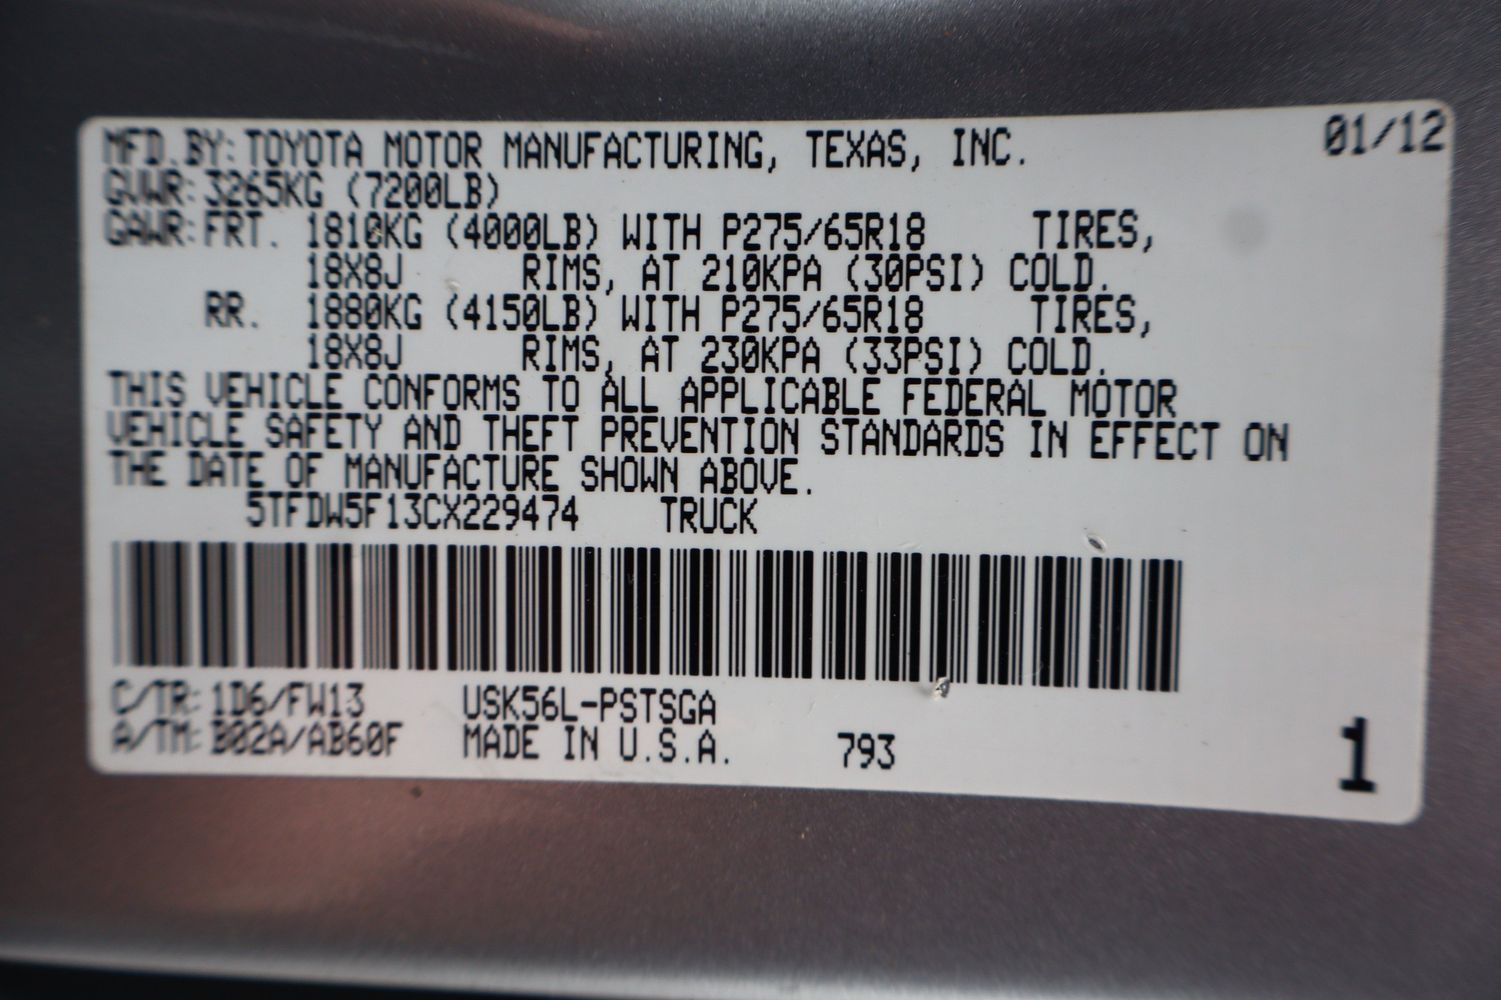 MFD.BY: TOYOTA MOTOR MANUFACTURING, TEXAS, INC. 01/12
GVWR: 3265KG (7200LB)
GAWR: FRT. 1810KG (4000LB) WITH P275/65R18 TIRES,
18X8J RIMS, AT 210KPA (30PSI) COLD.
RR. 1880KG (4150LB) WITH P275/65R18 TIRES,
18X8J RIMS, AT 230KPA (33PSI) COLD.
THIS VEHICLE CONFORMS TO ALL APPLICABLE FEDERAL MOTOR
VEHICLE SAFETY AND THEFT PREVENTION STANDARDS IN EFFECT ON
THE DATE OF MANUFACTURE SHOWN ABOVE.
5TFDW5F13CX229474 TRUCK
C/TR: 1D6/FW13 USK56L-PSTSGA
A/TM: B02A/AB60F MADE IN U.S.A. 793
1